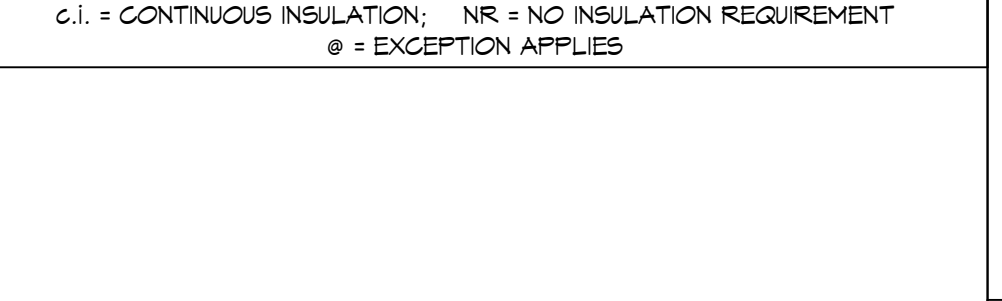 c.i. = CONTINUOUS INSULATION; NR = NO INSULATION REQUIREMENT
@ = EXCEPTION APPLIES